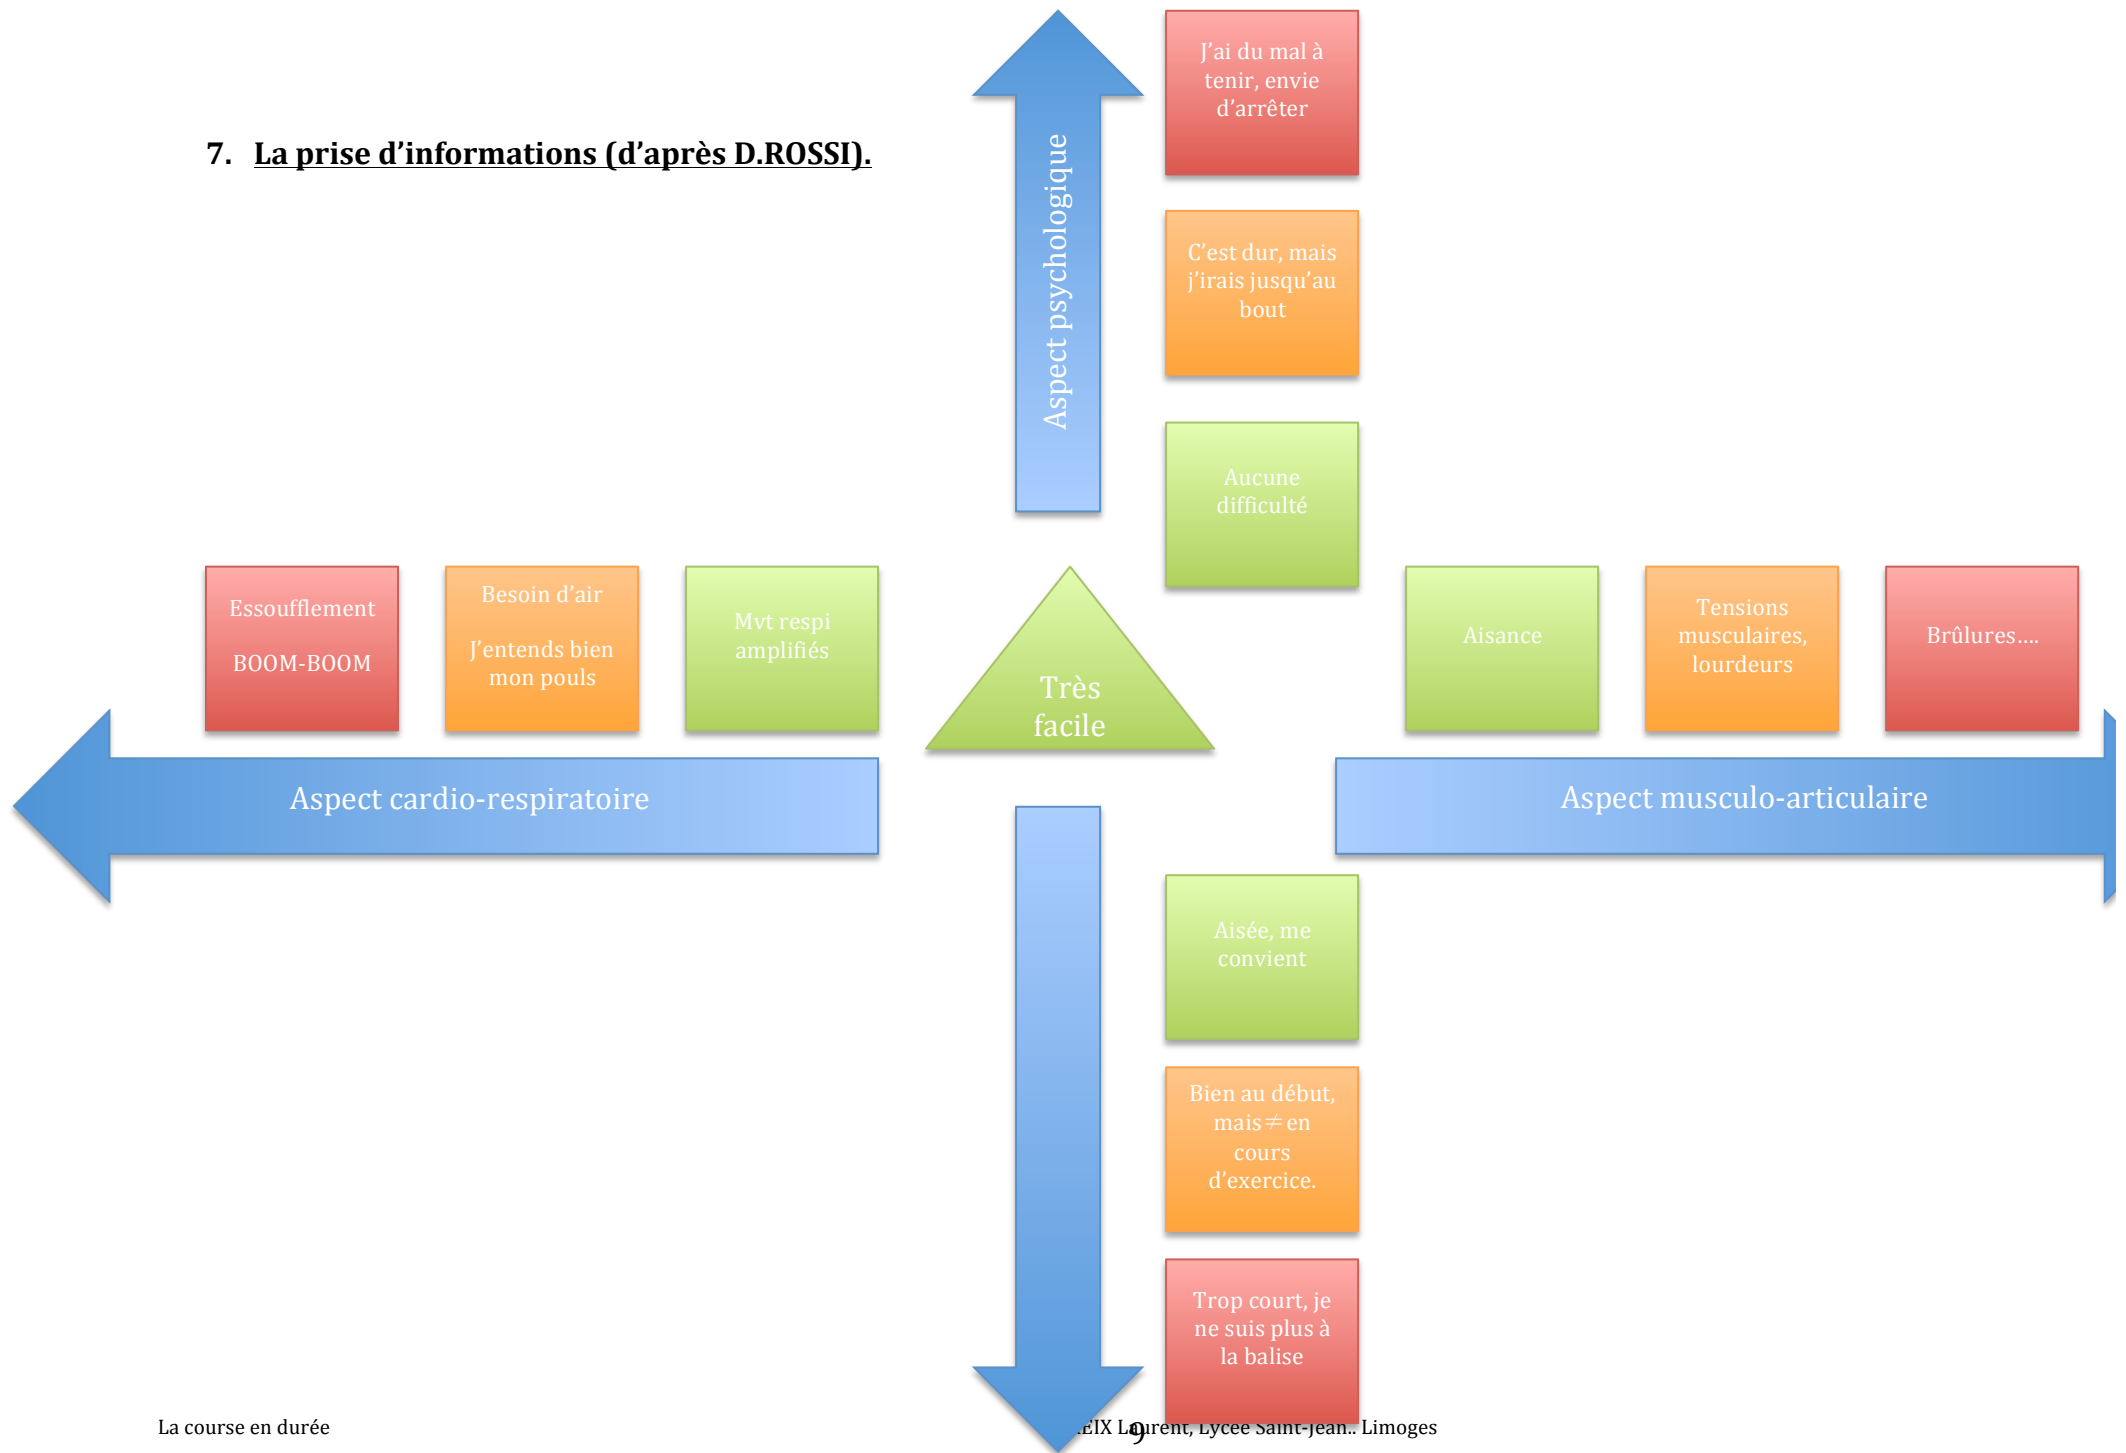 J'ai du mal à
tenir, envie
d'arrêter
7. La prise d'informations (d'après D.ROSSI).
Aspect psychologique
C'est dur, mais
j'irais jusqu'au
bout
Aucune
difficulté
Essoufflement
BOOM-BOOM
Besoin d'air
J'entends bien
mon pouls
Mvt respi
amplifiés
Très
facile
Aisance
Tensions
musculaires,
lourdeurs
Brûlures....
Aspect cardio-respiratoire
Aspect musculo-articulaire
Aisée, me
convient
Bien au début,
mais≠en
cours
d'exercice.
Trop court, je
ne suis plus à
la balise
La course en durée
Laurent, Lycée Saint-Jean.. Limoges
9